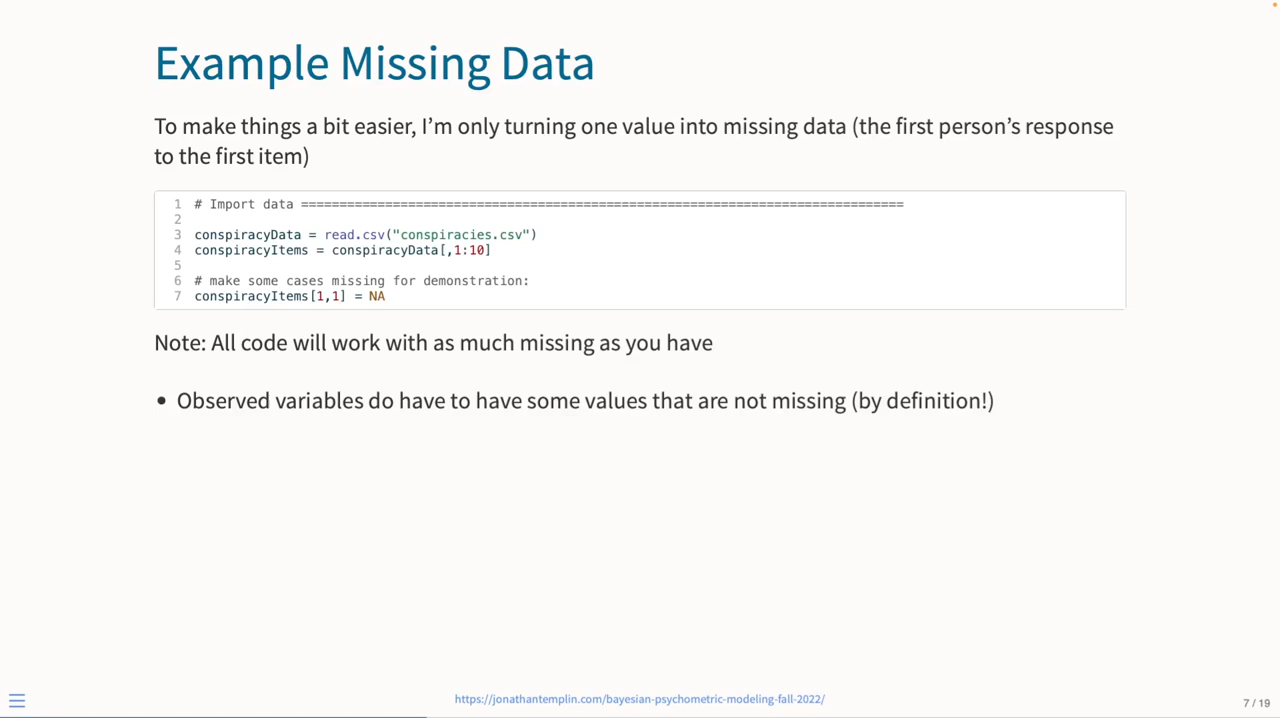 Example Missing Data
To make things a bit easier, I'm only turning one value into missing data (the first person's response
to the first item)
1 # Import data ===============================================================================
2
3 conspiracyData = read.csv("conspiracies.csv")
4 conspiracyItems = conspiracyData[,1:10]
5
6 # make some cases missing for demonstration:
7 conspiracyItems[1,1] = NA
Note: All code will work with as much missing as you have
• Observed variables do have to have some values that are not missing (by definition!)
https://jonathantemplin.com/bayesian-psychometric-modeling-fall-2022/
7 / 19